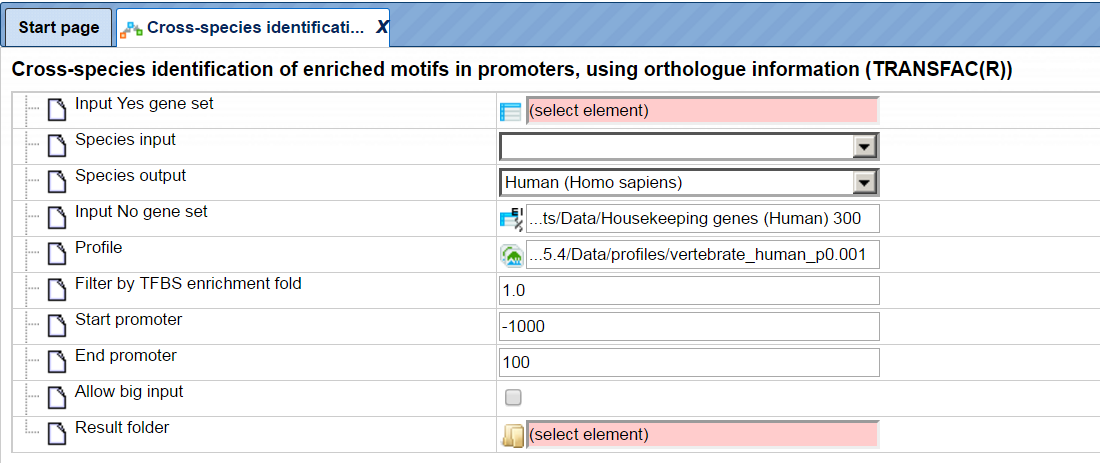 Start page
Cross-species identificati... X
Cross-species identification of enriched motifs in promoters, using orthologue information (TRANSFAC(R))
Input Yes gene set (select element)
Species input
Species output Human (Homo sapiens)
Input No gene set ...ts/Data/Housekeeping genes (Human) 300
Profile ...5.4/Data/profiles/vertebrate_human_p0.001
Filter by TFBS enrichment fold 1.0
Start promoter -1000
End promoter 100
Allow big input
Result folder (select element)